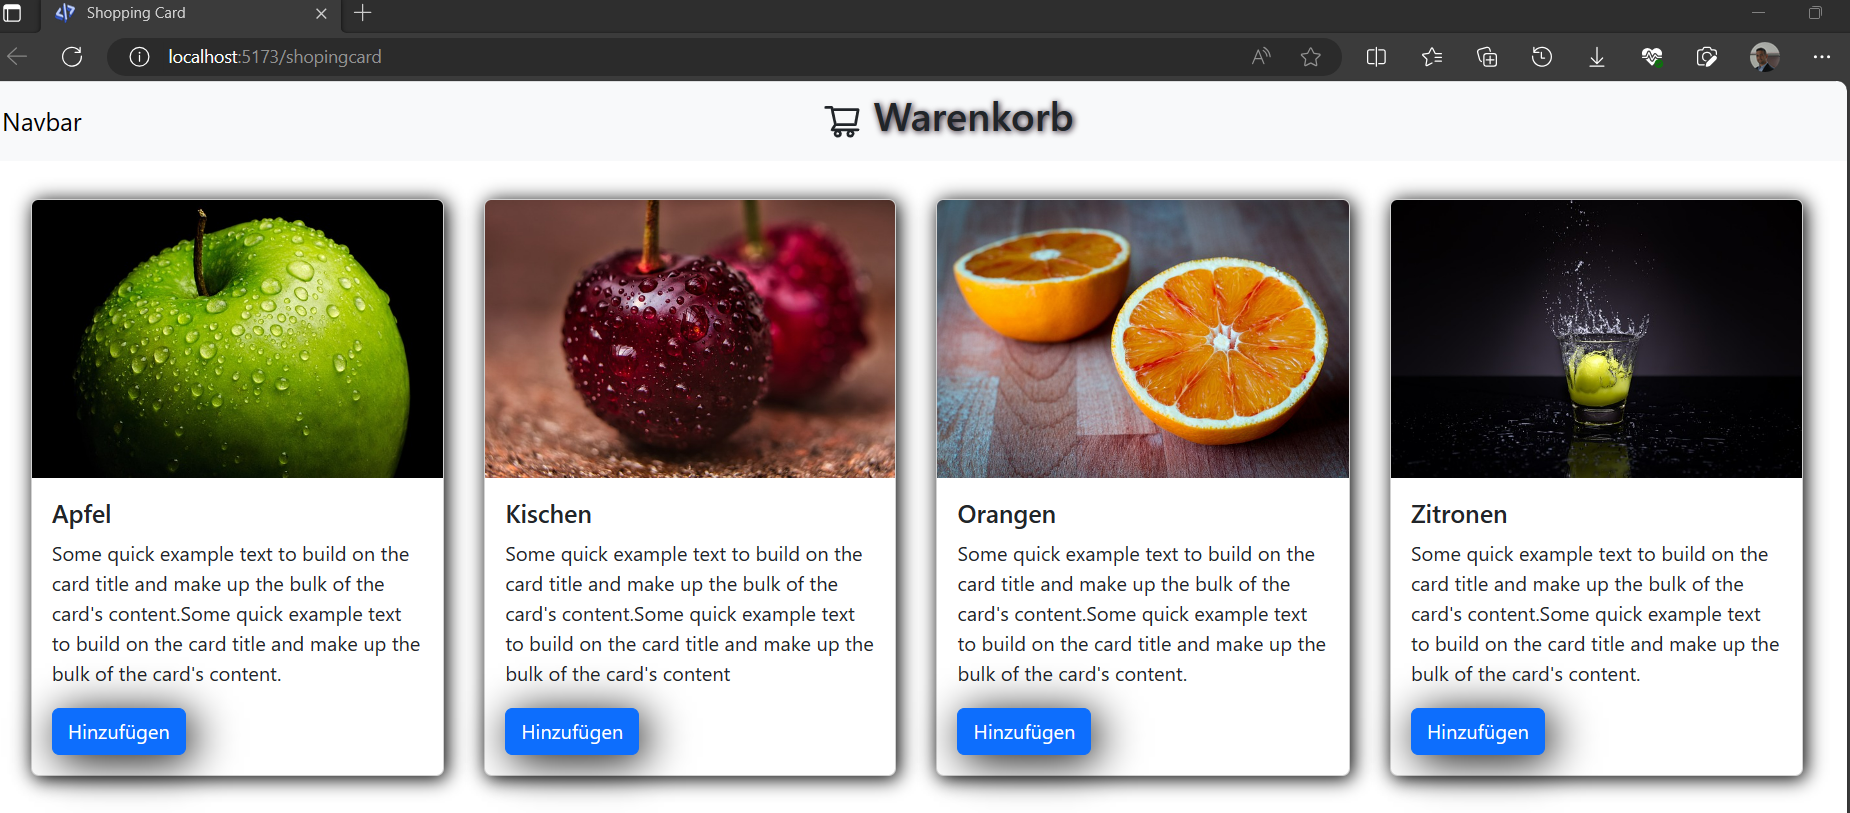 Shopping Card
localhost:5173/shopingcard
Navbar
Warenkorb
Apfel
Some quick example text to build on the
card title and make up the bulk of the
card's content.Some quick example text
to build on the card title and make up the
bulk of the card's content.
Hinzufügen
Kischen
Some quick example text to build on the
card title and make up the bulk of the
card's content.Some quick example text
to build on the card title and make up the
bulk of the card's content
Hinzufügen
Orangen
Some quick example text to build on the
card title and make up the bulk of the
card's content.Some quick example text
to build on the card title and make up the
bulk of the card's content.
Hinzufügen
Zitronen
Some quick example text to build on the
card title and make up the bulk of the
card's content.Some quick example text
to build on the card title and make up the
bulk of the card's content.
Hinzufügen